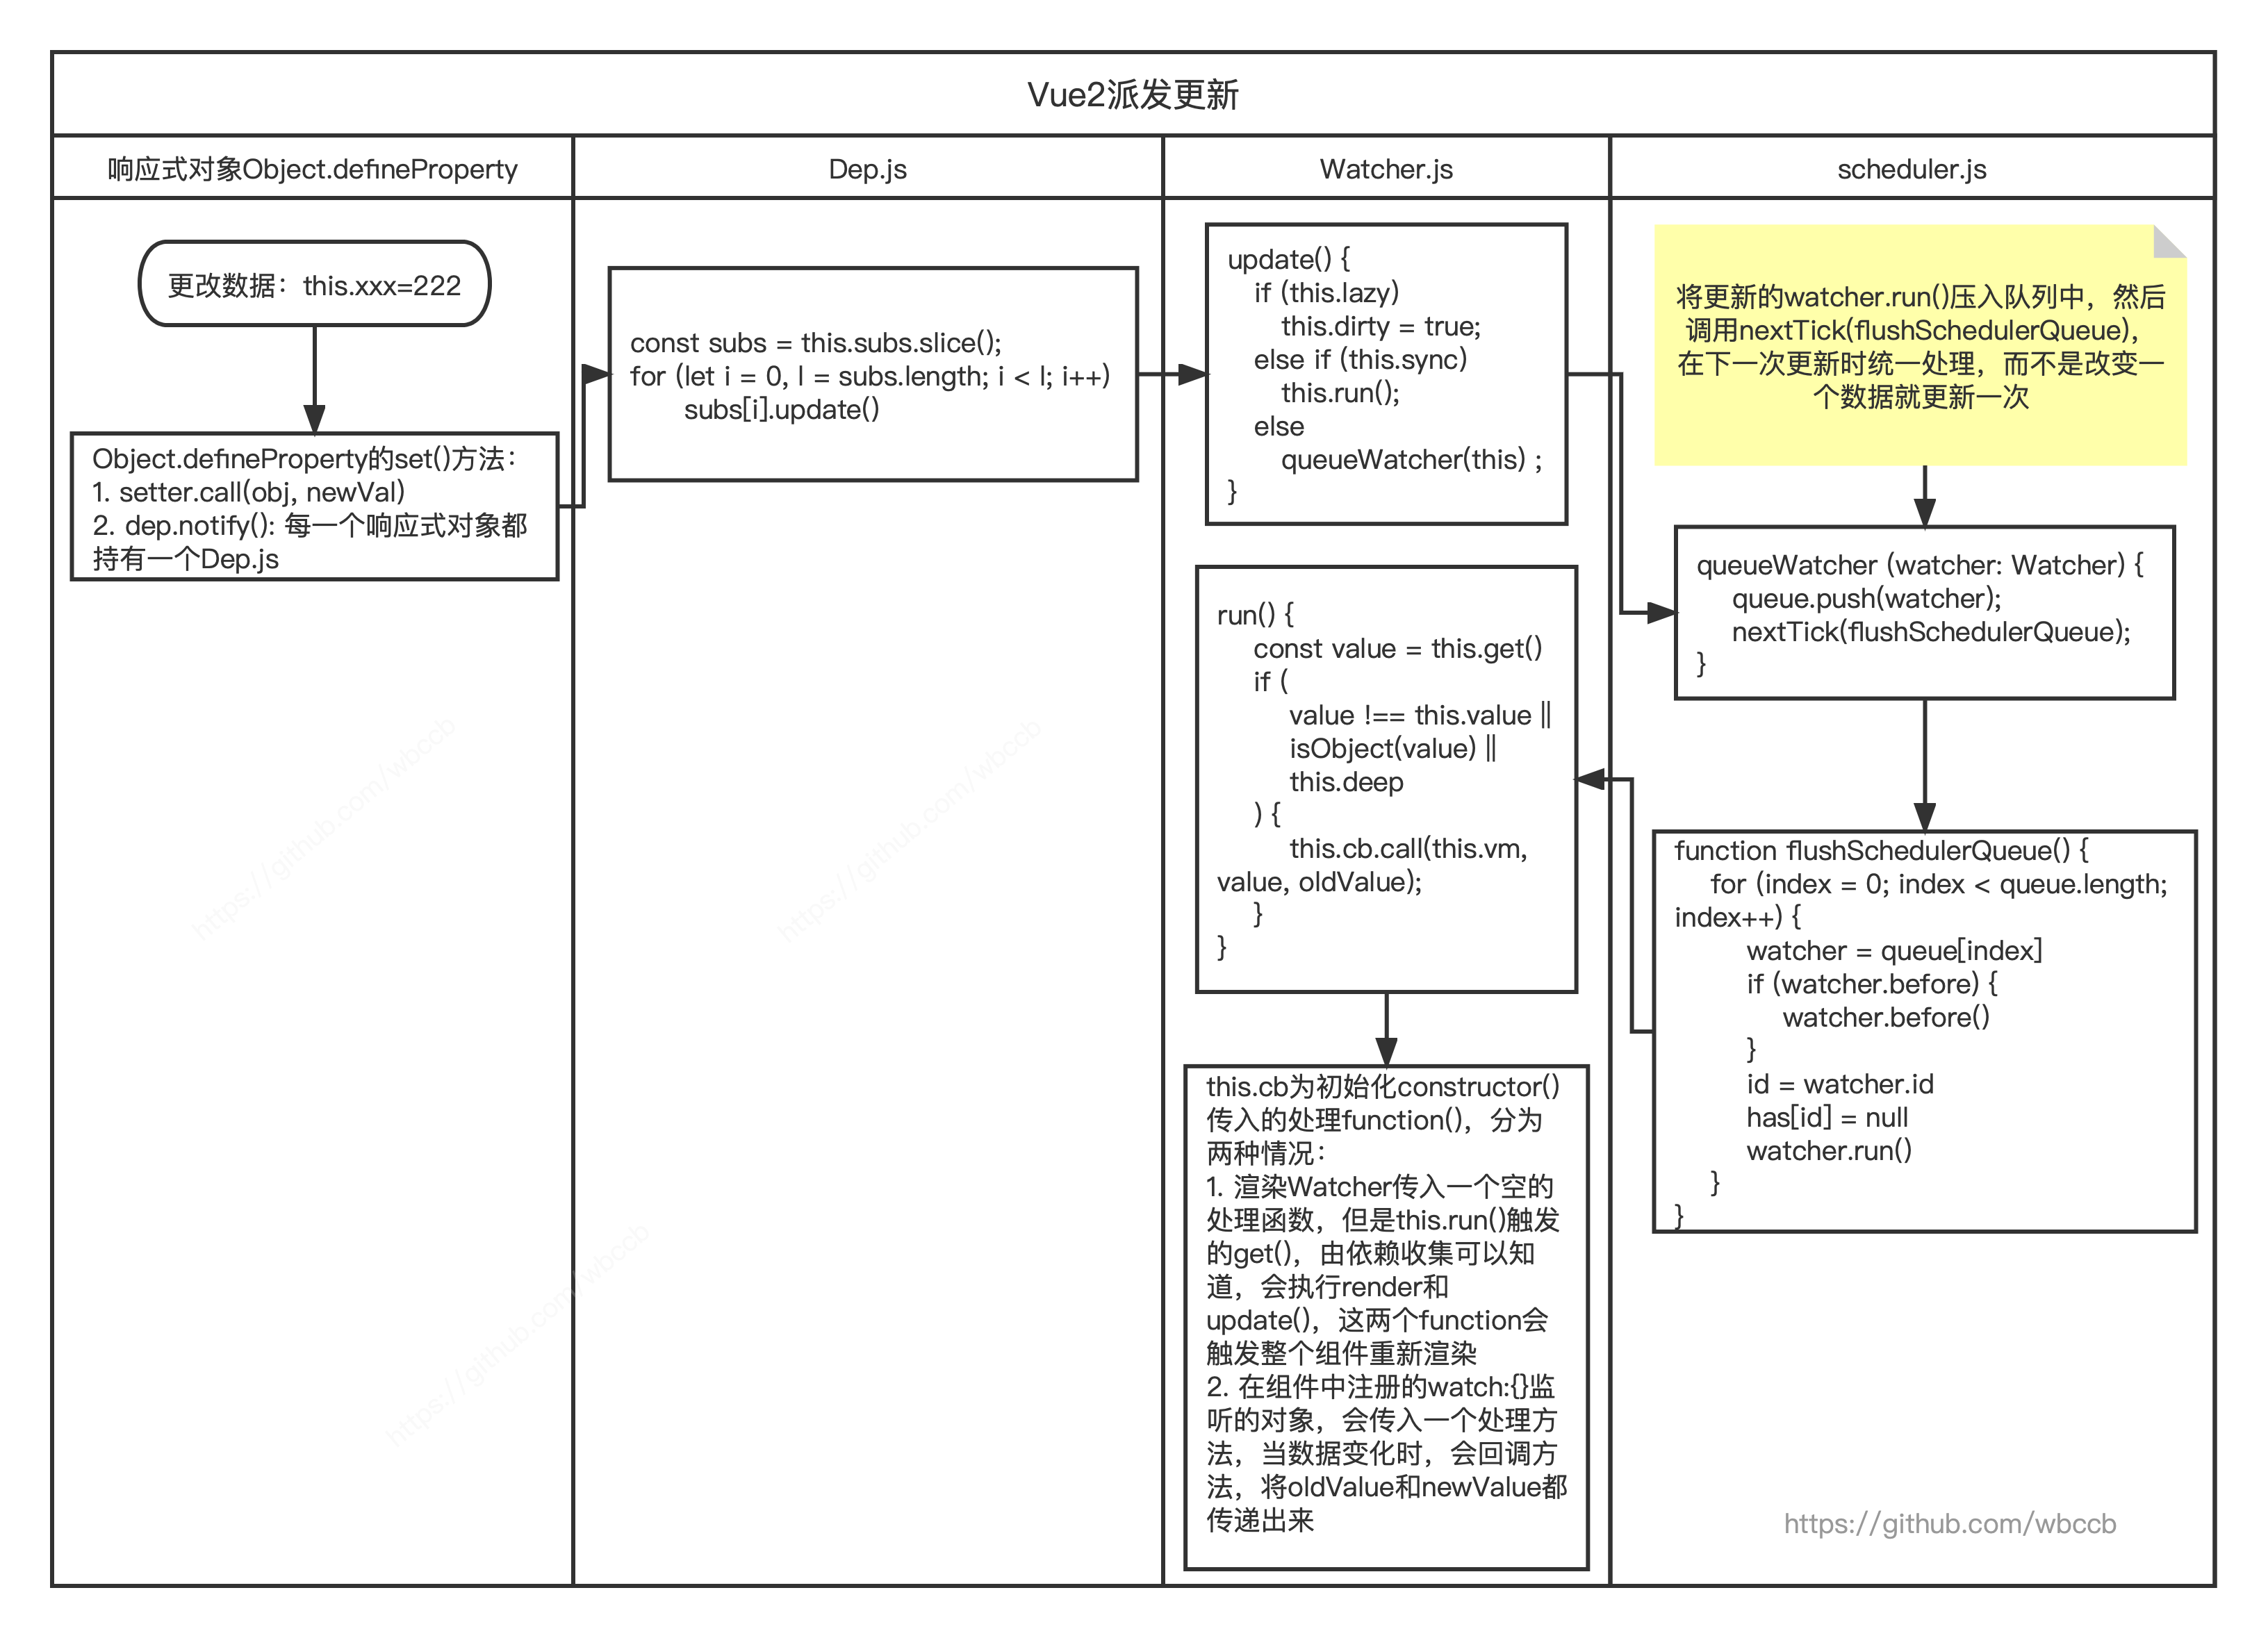 Vue2派发更新
响应式对象Object.defineProperty
Dep.js
Watcher.js
scheduler.js
更改数据：this.xxx=222
Object.defineProperty的set()方法：
1. setter.call(obj, newVal)
2. dep.notify(): 每一个响应式对象都
持有一个Dep.js
const subs = this.subs.slice();
for (let i = 0, l = subs.length; i < l; i++)
subs[i].update()
update() {
if (this.lazy)
this.dirty = true;
else if (this.sync)
this.run();
else
queueWatcher(this) ;
}
将更新的watcher.run()压入队列中，然后
调用nextTick(flushSchedulerQueue)，
在下一次更新时统一处理，而不是改变一
个数据就更新一次
queueWatcher (watcher: Watcher) {
queue.push(watcher);
nextTick(flushSchedulerQueue);
}
function flushSchedulerQueue() {
for (index = 0; index < queue.length;
index++) {
watcher = queue[index]
if (watcher.before) {
watcher.before()
}
id = watcher.id
has[id] = null
watcher.run()
}
}
run() {
const value = this.get()
if (
value !== this.value ||
isObject(value) ||
this.deep
) {
this.cb.call(this.vm,
value, oldValue);
}
}
this.cb为初始化constructor()
传入的处理function()，分为
两种情况：
1. 渲染Watcher传入一个空的
处理函数，但是this.run()触发
的get()，由依赖收集可以知
道，会执行render和
update()，这两个function会
触发整个组件重新渲染
2. 在组件中注册的watch:{}监
听的对象，会传入一个处理方
法，当数据变化时，会回调方
法，将oldValue和newValue都
传递出来
https://github.com/wbccb
https://github.com/wbccb
https://github.com/wbccb
https://github.com/wbccb